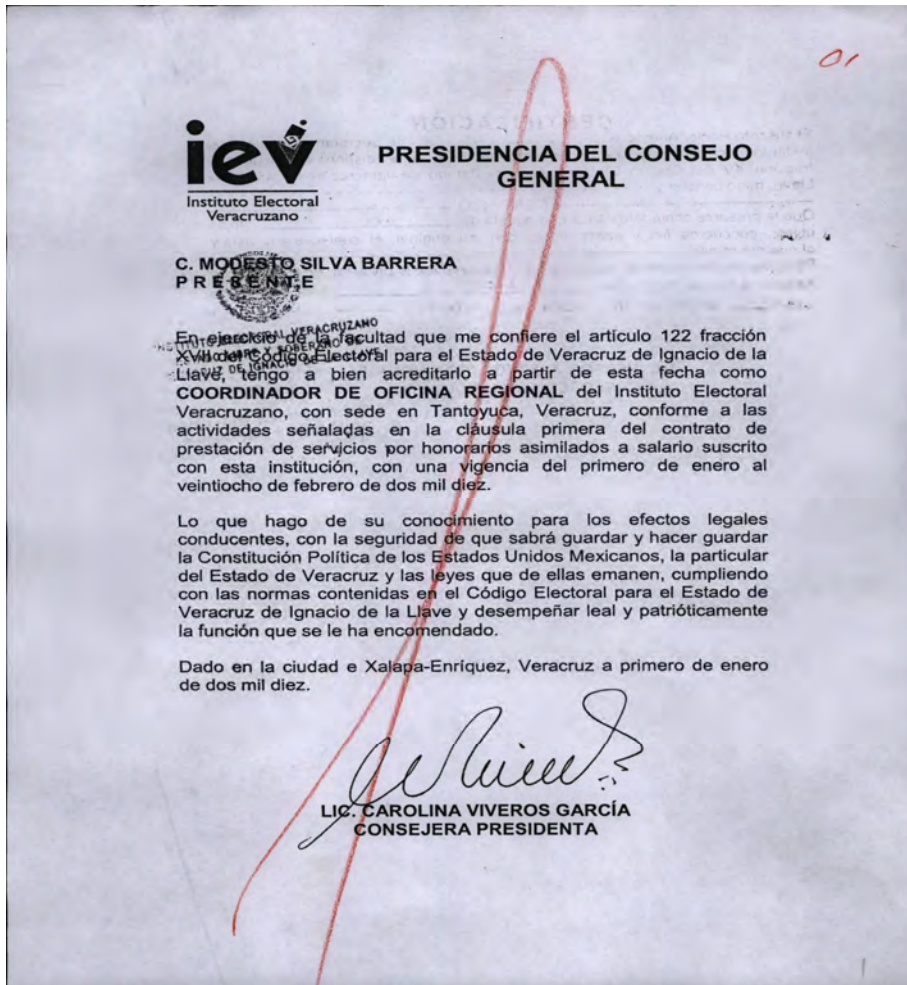 01
iev
Instituto Electoral
Veracruzano
PRESIDENCIA DEL CONSEJO
GENERAL
C. MODESTO SILVA BARRERA
P R E S E N T E
INSTITUTO ELECTORAL VERACRUZANO
En ejercicio de la facultad que me confiere el artículo 122 fracción
XVII del Código Electoral para el Estado de Veracruz de Ignacio de la
Llave, tengo a bien acreditarlo a partir de esta fecha como
COORDINADOR DE OFICINA REGIONAL del Instituto Electoral
Veracruzano, con sede en Tantoyuca, Veracruz, conforme a las
actividades señaladas en la cláusula primera del contrato de
prestación de servicios por honorarios asimilados a salario suscrito
con esta institución, con una vigencia del primero de enero al
veintiocho de febrero de dos mil diez.
Lo que hago de su conocimiento para los efectos legales
conducentes, con la seguridad de que sabrá guardar y hacer guardar
la Constitución Política de los Estados Unidos Mexicanos, la particular
del Estado de Veracruz y las leyes que de ellas emanen, cumpliendo
con las normas contenidas en el Código Electoral para el Estado de
Veracruz de Ignacio de la Llave y desempeñar leal y patrióticamente
la función que se le ha encomendado.
Dado en la ciudad e Xalapa-Enríquez, Veracruz a primero de enero
de dos mil diez.
LIC. CAROLINA VIVEROS GARCÍA
CONSEJERA PRESIDENTA